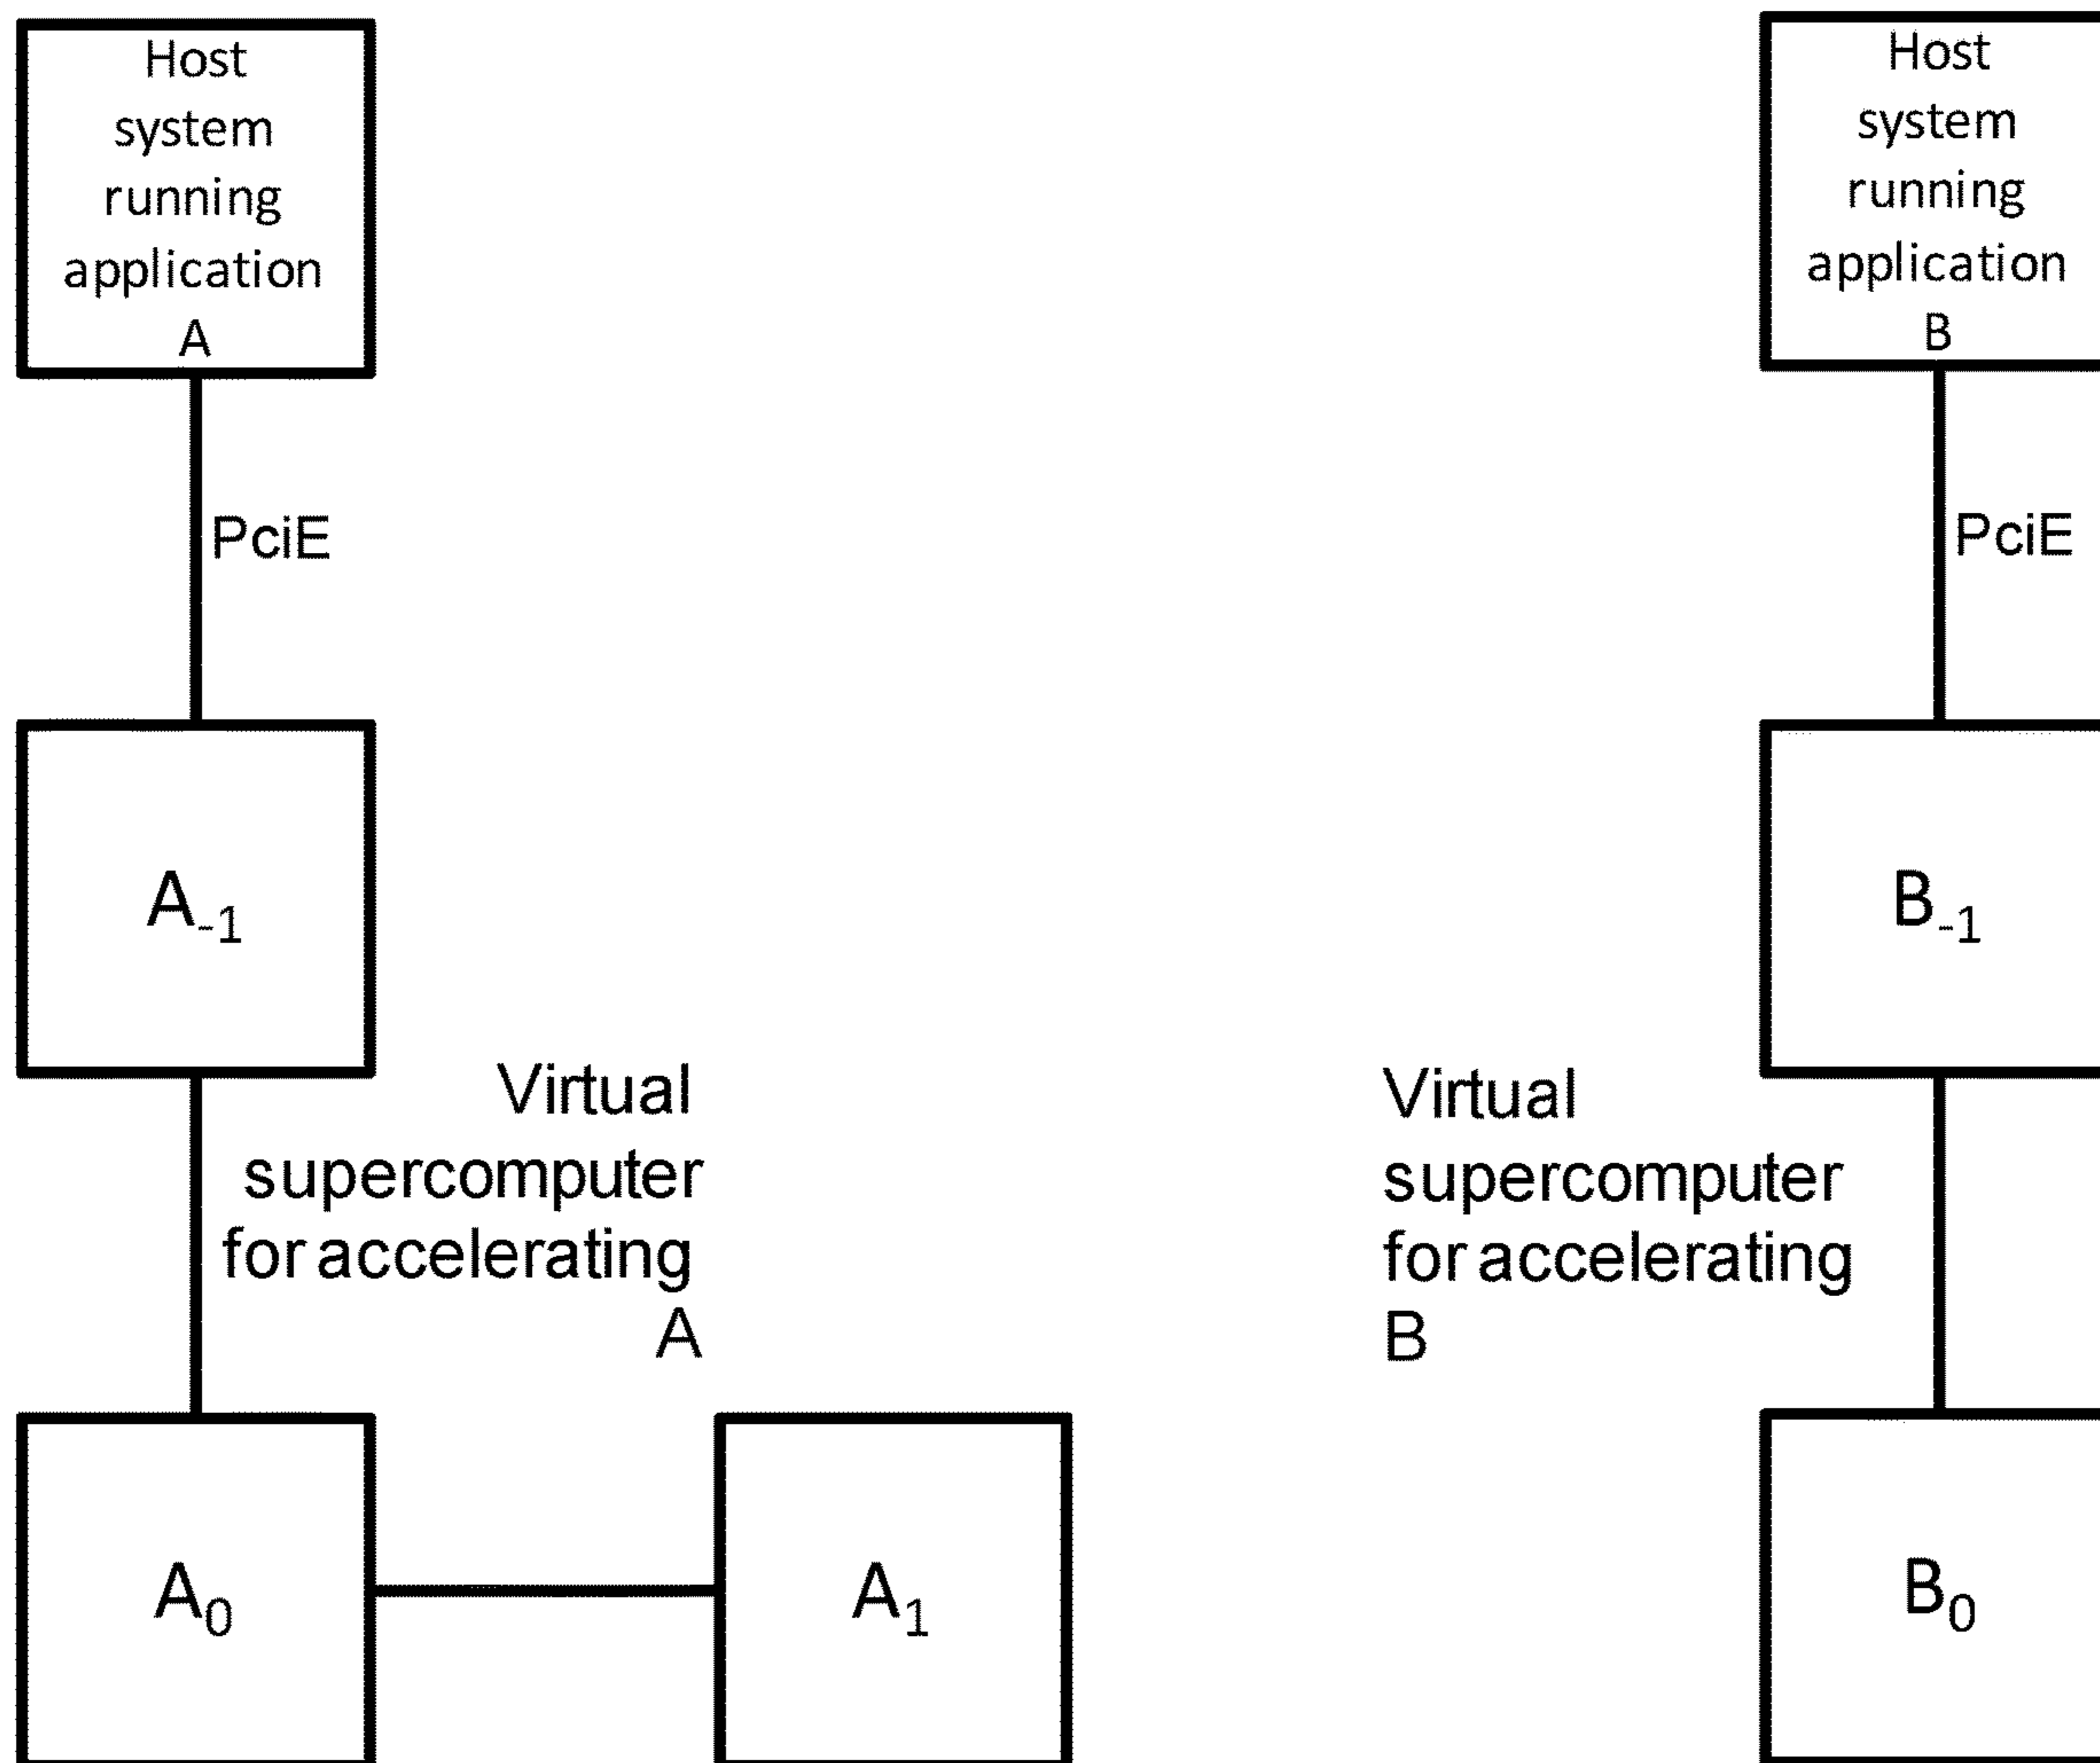 Host
system
running
application
A
Host
system
running
application
B
PciE
PciE
A-1
B-1
Virtual
supercomputer
for accelerating
A
Virtual
supercomputer
for accelerating
B
A0
A1
B0